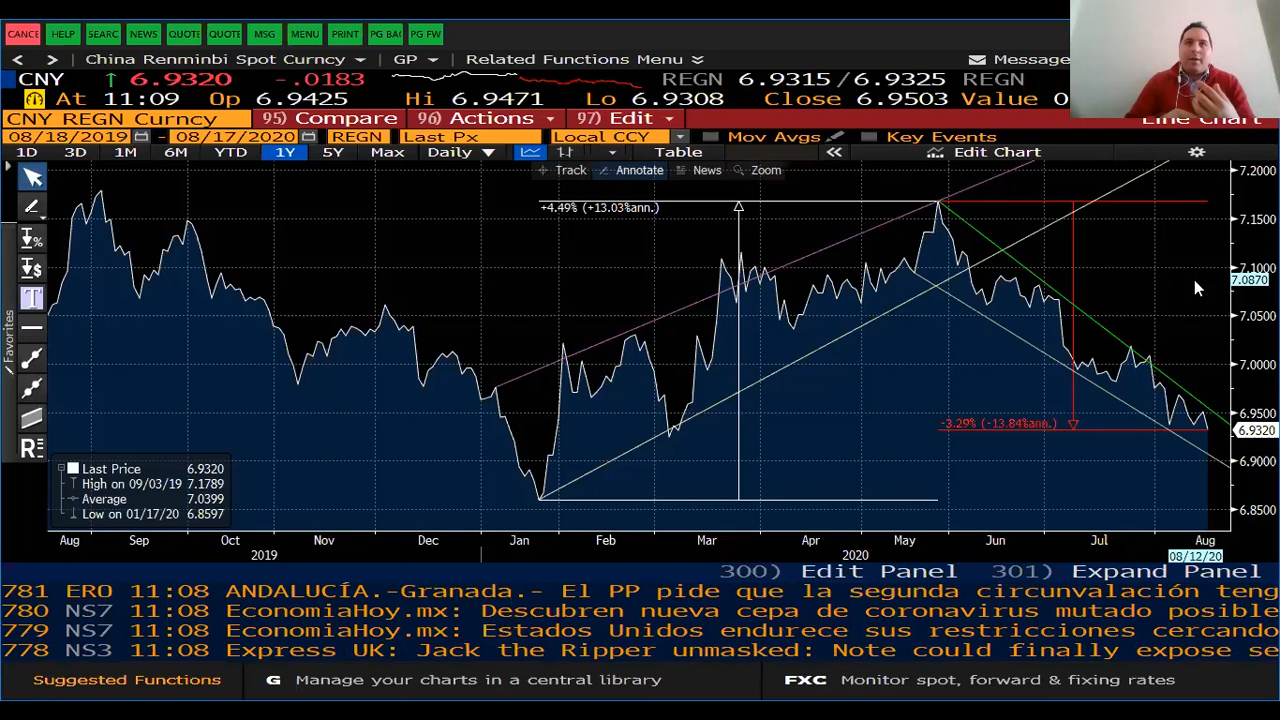 CANCE HELP SEARC NEWS QUOTE QUOTE MSG MENU PRINT PG BAC PG FW
< > China Renminbi Spot Curncy GP Related Functions Menu Message
CNY ↑ 6.9320 -.0183 REGN 6.9315/6.9325 REGN
At 11:09 Op 6.9425 Hi 6.9471 Lo 6.9308 Close 6.9503 Value 0
CNY REGN Curncy 95) Compare 96) Actions 97) Edit Line Chart
08/18/2019 - 08/17/2020 REGN Last Px Local CCY Mov Avgs Key Events
1D 3D 1M 6M YTD 1Y 5Y Max Daily ▼ Table « Edit Chart
Track Annotate News Zoom
+4.49% (+13.03%ann.)
-3.29% (-13.84%ann.)
7.2000
7.1500
7.1000
7.0870
7.0500
7.0000
6.9500
6.9320
6.9000
6.8500
Favorites
% 
$
T
R
Last Price 6.9320
High on 09/03/19 7.1789
Average 7.0399
Low on 01/17/20 6.8597
Aug Sep Oct Nov Dec Jan Feb Mar Apr May Jun Jul Aug
2019 2020 08/12/20
300) Edit Panel 301) Expand Panel
781 ERO 11:08 ANDALUCÍA.-Granada.- El PP pide que la segunda circunvalación teng
780 NS7 11:08 EconomiaHoy.mx: Descubren nueva cepa de coronavirus mutado posible
779 NS7 11:08 EconomiaHoy.mx: Estados Unidos endurece sus restricciones cercando
778 NS3 11:08 Express UK: Jack the Ripper unmasked: Note could finally expose se
Suggested Functions G Manage your charts in a central library FXC Monitor spot, forward & fixing rates